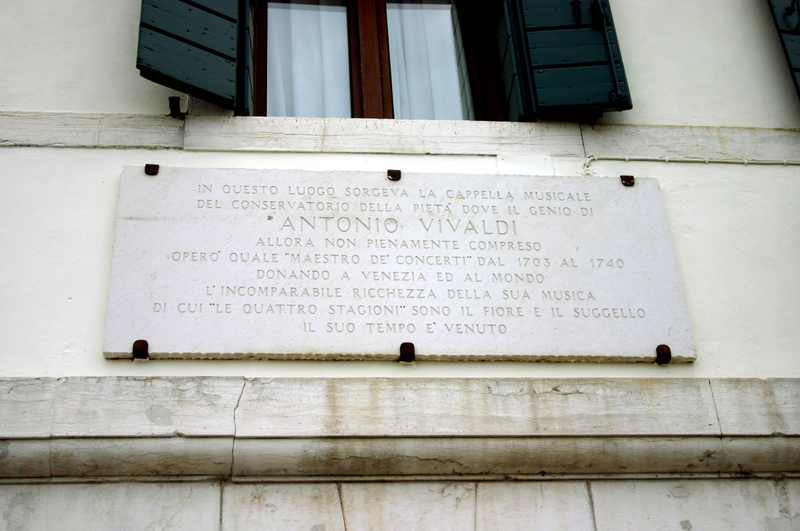 IN QUESTO LUOGO SORGEVA LA CAPPELLA MUSICALE
DEL CONSERVATORIO DELLA PIETÀ DOVE IL GENIO DI
ANTONIO VIVALDI
ALLORA NON PIENAMENTE COMPRESO
OPERÒ QUALE "MAESTRO DE' CONCERTI" DAL 1703 AL 1740
DONANDO A VENEZIA ED AL MONDO
L'INCOMPARABILE RICCHEZZA DELLA SUA MUSICA
DI CUI "LE QUATTRO STAGIONI" SONO IL FIORE E IL SUGGELLO
IL SUO TEMPO E' VENUTO